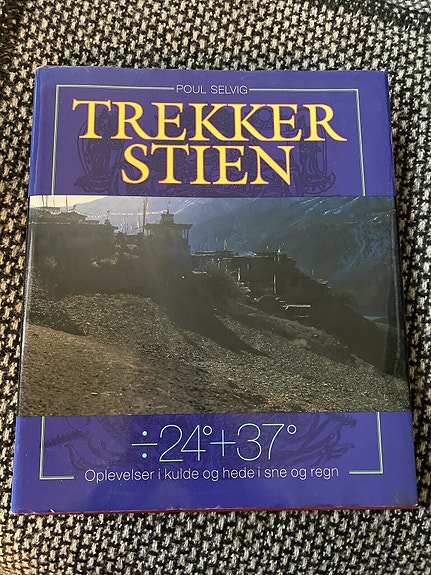 POUL SELVIG
TREKKER
STIEN
÷24°+37°
Oplevelser i kulde og hede i sne og regn